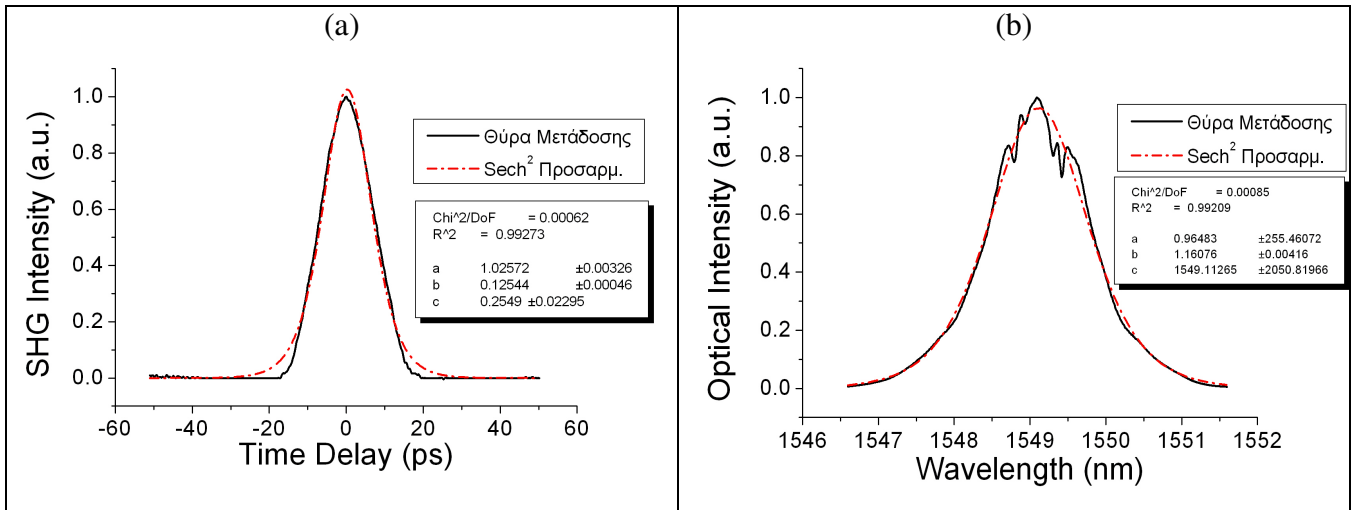 (a)
SHG Intensity (a.u.)
1.0
0.8
0.6
0.4
0.2
0.0
-60 -40 -20 0 20 40 60
Time Delay (ps)
Θύρα Μετάδοσης
Sech² Προσαρμ.
Chi^2/DoF = 0.00062
R^2 = 0.99273
a 1.02572 ±0.00326
b 0.12544 ±0.00046
c 0.2549 ±0.02295
(b)
Optical Intensity (a.u.)
1.0
0.8
0.6
0.4
0.2
0.0
1546 1547 1548 1549 1550 1551 1552
Wavelength (nm)
Θύρα Μετάδοσης
Sech² Προσαρμ.
Chi^2/DoF = 0.00085
R^2 = 0.99209
a 0.96483 ±255.46072
b 1.16076 ±0.00416
c 1549.11265 ±2050.81966